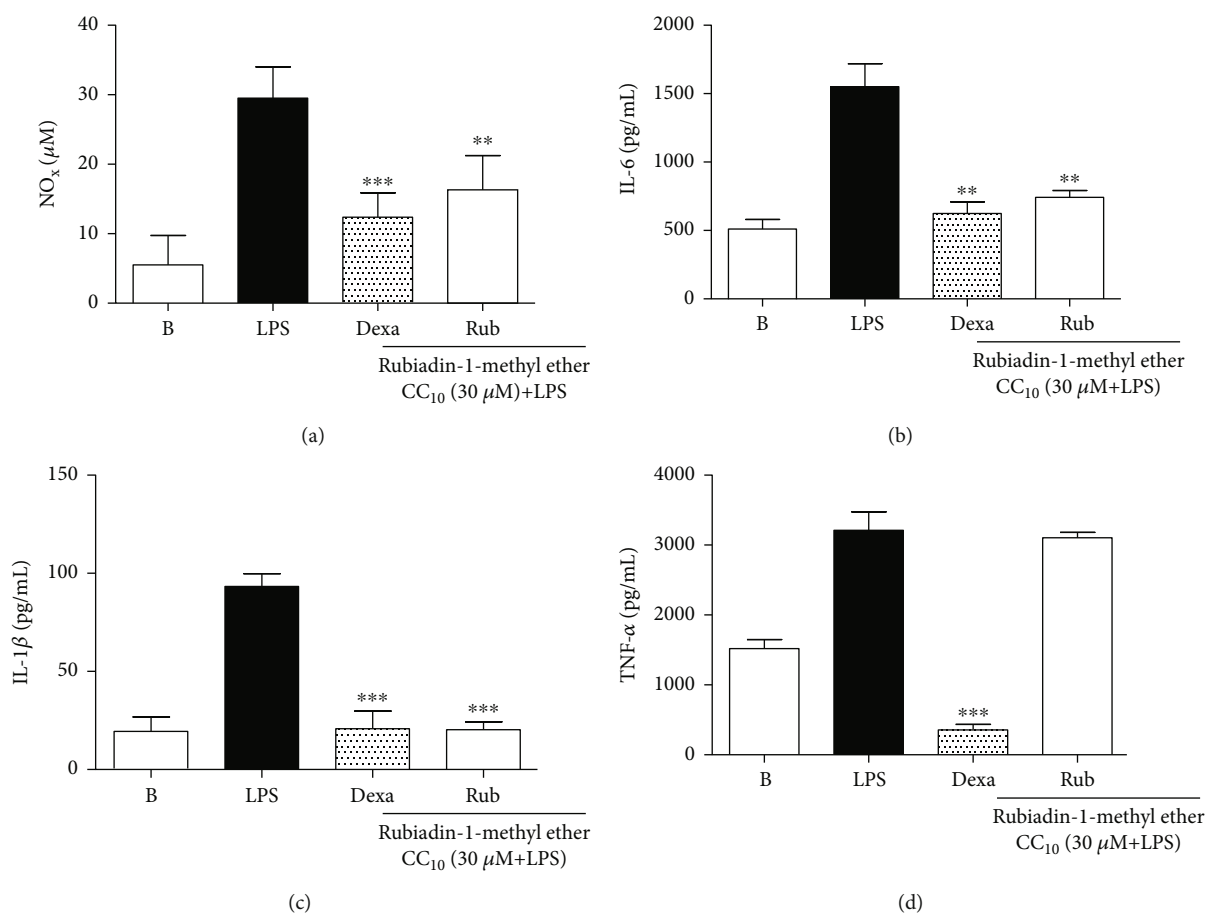 40
30
20
10
0
NOx (μM)
***
**
B LPS Dexa Rub
Rubiadin-1-methyl ether
CC10 (30 μM)+LPS
(a)
2000
1500
1000
500
0
IL-6 (pg/mL)
**
**
B LPS Dexa Rub
Rubiadin-1-methyl ether
CC10 (30 μM+LPS)
(b)
150
100
50
0
IL-1β (pg/mL)
***
***
B LPS Dexa Rub
Rubiadin-1-methyl ether
CC10 (30 μM+LPS)
(c)
4000
3000
2000
1000
0
TNF-α (pg/mL)
***
B LPS Dexa Rub
Rubiadin-1-methyl ether
CC10 (30 μM+LPS)
(d)